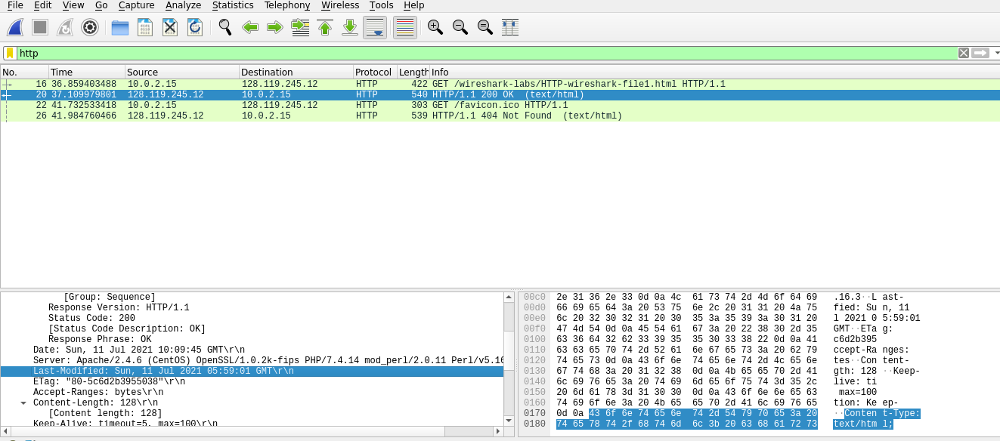 File Edit View Go Capture Analyze Statistics Telephony Wireless Tools Help
http
No. Time Source Destination Protocol Length Info
16 36.859403488 10.0.2.15 128.119.245.12 HTTP 422 GET /wireshark-labs/HTTP-wireshark-file1.html HTTP/1.1
20 37.109979801 128.119.245.12 10.0.2.15 HTTP 540 HTTP/1.1 200 OK (text/html)
22 41.732533418 10.0.2.15 128.119.245.12 HTTP 303 GET /favicon.ico HTTP/1.1
26 41.984760466 128.119.245.12 10.0.2.15 HTTP 539 HTTP/1.1 404 Not Found (text/html)
[Group: Sequence]
Response Version: HTTP/1.1
Status Code: 200
[Status Code Description: OK]
Response Phrase: OK
Date: Sun, 11 Jul 2021 10:09:45 GMT\r\n
Server: Apache/2.4.6 (CentOS) OpenSSL/1.0.2k-fips PHP/7.4.14 mod_perl/2.0.11 Perl/v5.16
Last-Modified: Sun, 11 Jul 2021 05:59:01 GMT\r\n
ETag: "80-5c6d2b3955038"\r\n
Accept-Ranges: bytes\r\n
Content-Length: 128\r\n
[Content length: 128]
Keep-Alive: timeout=5, max=100\r\n
00c0 2e 31 36 2e 33 0d 0a 4c 61 73 74 2d 4d 6f 64 69 .16.3··L ast-
00d0 66 69 65 64 3a 20 53 75 6e 2c 20 31 31 20 4a 75 fied: Su n, 11
00e0 6c 20 32 30 32 31 20 30 35 3a 35 39 3a 30 31 20 l 2021 0 5:59:01
00f0 47 4d 54 0d 0a 45 54 61 67 3a 20 22 38 30 2d 35 GMT··ETa g:
0100 63 36 64 32 62 33 39 35 35 30 33 38 22 0d 0a 41 c6d2b395
0110 63 63 65 70 74 2d 52 61 6e 67 65 73 3a 20 62 79 ccept-Ra nges:
0120 74 65 73 0d 0a 43 6f 6e 74 65 6e 74 2d 4c 65 6e tes··Con tent-
0130 67 74 68 3a 20 31 32 38 0d 0a 4b 65 65 70 2d 41 gth: 128 ··Keep-
0140 6c 69 76 65 3a 20 74 69 6d 65 6f 75 74 3d 35 2c live: ti
0150 20 6d 61 78 3d 31 30 30 0d 0a 43 6f 6e 6e 65 63 max=100
0160 74 69 6f 6e 3a 20 4b 65 65 70 2d 41 6c 69 76 65 tion: Ke ep-
0170 0d 0a 43 6f 6e 74 65 6e 74 2d 54 79 70 65 3a 20 ··Conten t-Type:
0180 74 65 78 74 2f 68 74 6d 6c 3b 20 63 68 61 72 73 text/htm l;